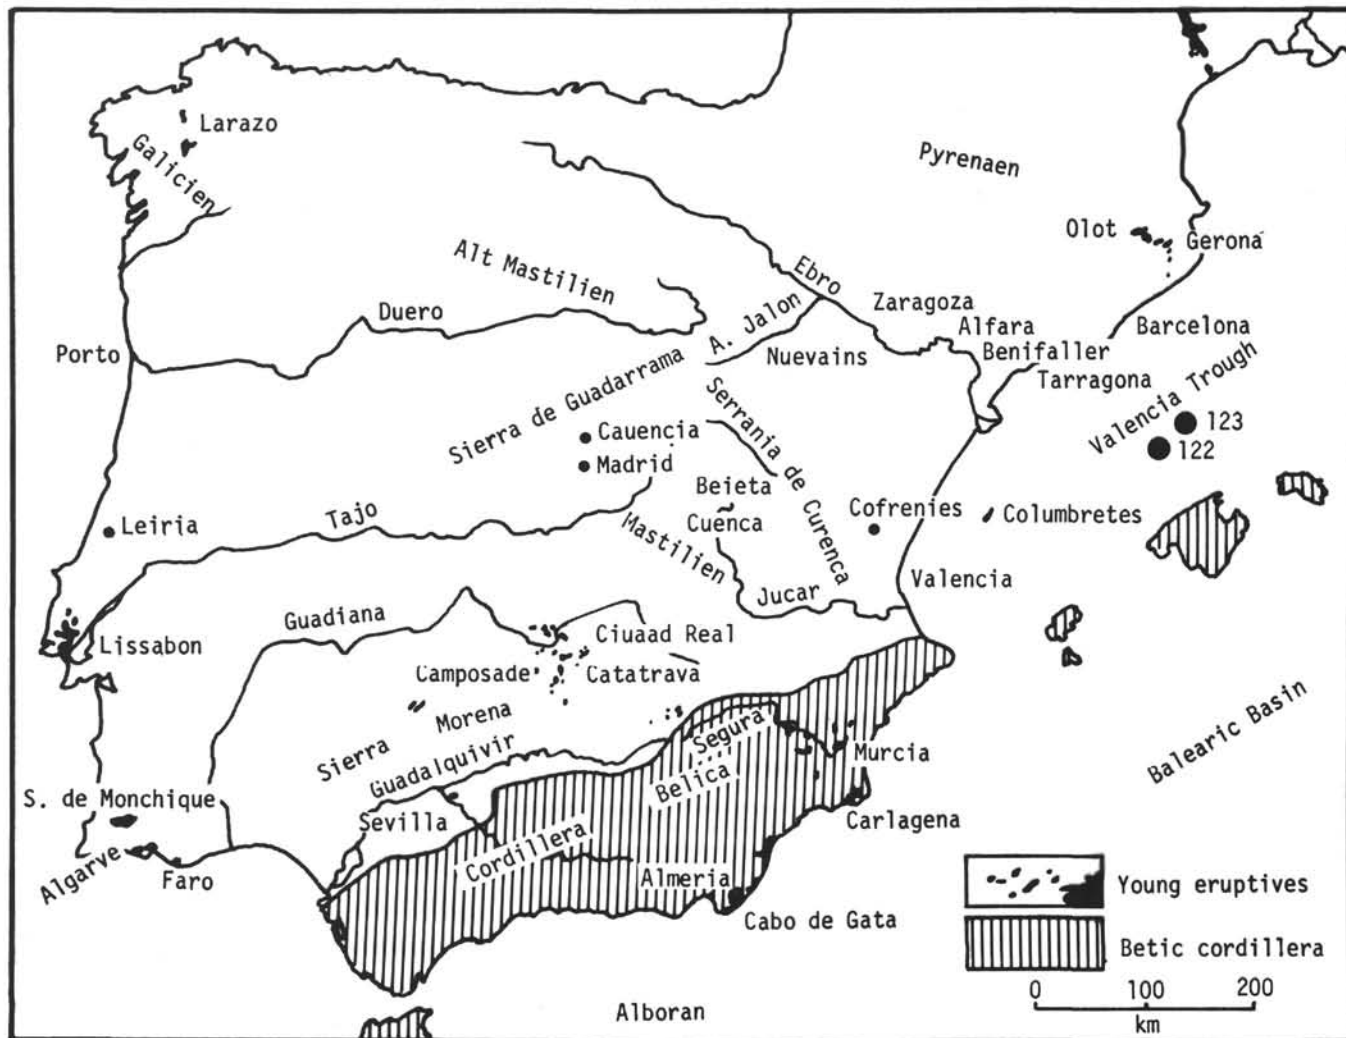 Larazo
Galicien
Pyrenaen
Olot
Gerona
Alt Mastilien
Ebro
Duero
Zaragoza
A. Jalon
Alfara
Barcelona
Porto
Nuevains
Benifaller
Tarragona
Sierra de Guadarrama
Valencia Trough
Serrania de Curenca
123
122
Cauencia
Madrid
Beieta
Cofrenies
Columbretes
Leiria
Tajo
Cuenca
Mastilien
Valencia
Jucar
Guadiana
Lissabon
Ciuaad Real
Camposade
Catatrava
Morena
Sierra
Segura
Murcia
Balearic Basin
Guadalquivir
Belica
S. de Monchique
Sevilla
Carlagena
Cordillera
Algarve
Faro
Almeria
Cabo de Gata
Young eruptives
Betic cordillera
Alboran
0 100 200
km